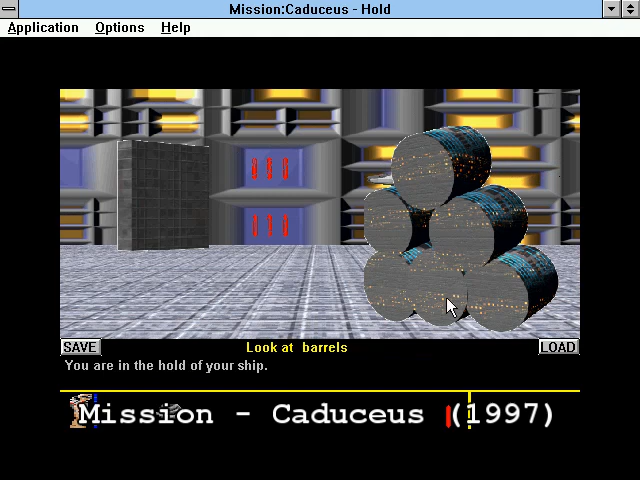 Mission:Caduceus - Hold
Application Options Help
SAVE
Look at barrels
LOAD
You are in the hold of your ship.
Mission - Caduceus (1997)